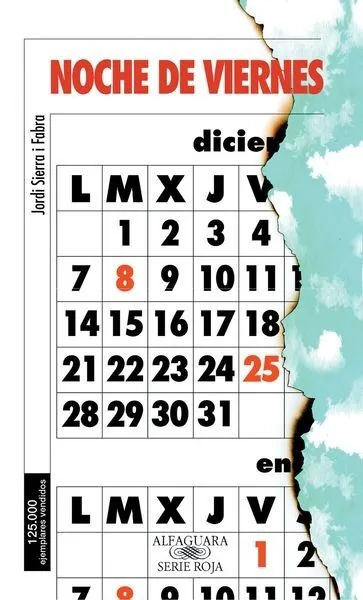 NOCHE DE VIERNES
Jordi Sierra i Fabra
dicie
L M X J V
1 2 3 4
7 8 9 10 11
14 15 16 17 18
21 22 23 24 25
28 29 30 31
en
L M X J V
ALFAGUARA
SERIE ROJA
1 2
125.000
ejemplares vendidos